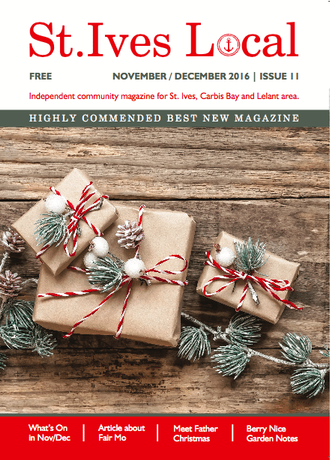 St.Ives Local
FREE
NOVEMBER / DECEMBER 2016 | ISSUE 11
Independent community magazine for St. Ives, Carbis Bay and Lelant area.
HIGHLY COMMENDED BEST NEW MAGAZINE
What's On
in Nov/Dec
Article about
Fair Mo
Meet Father
Christmas
Berry Nice
Garden Notes